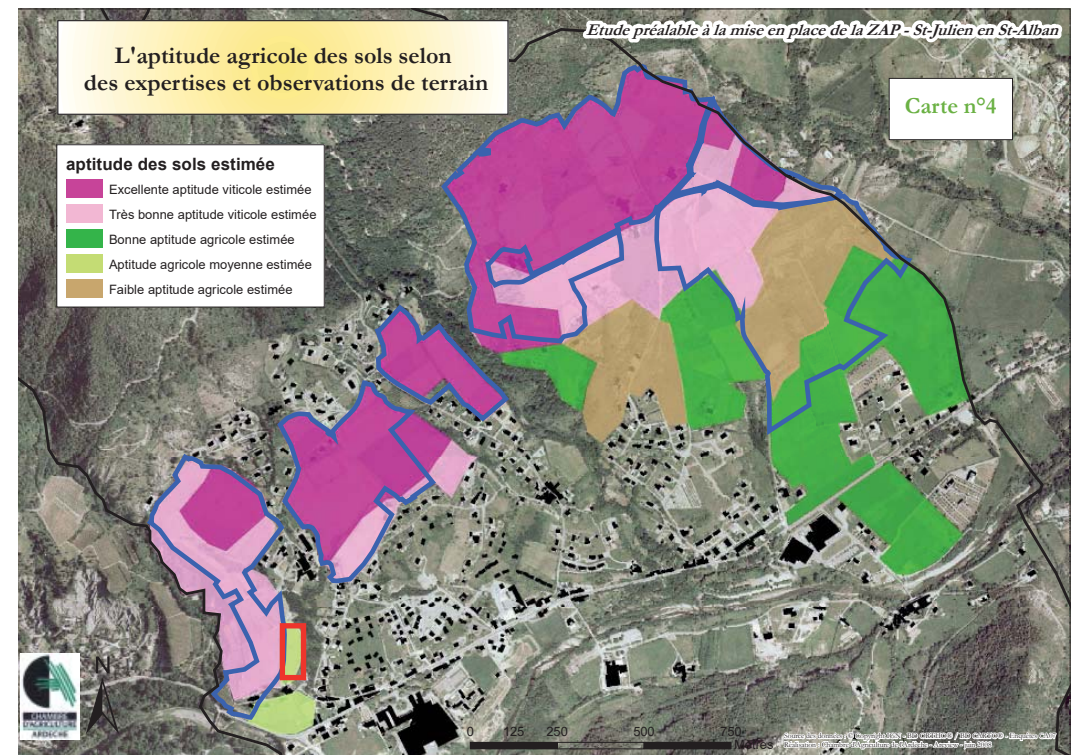 Etude préalable à la mise en place de la ZAP - St-Julien en St-Alban
L'aptitude agricole des sols selon
des expertises et observations de terrain
Carte n°4
aptitude des sols estimée
Excellente aptitude viticole estimée
Très bonne aptitude viticole estimée
Bonne aptitude agricole estimée
Aptitude agricole moyenne estimée
Faible aptitude agricole estimée
N
CHAMBRE
D'AGRICULTURE
ARDÈCHE
0 125 250 500 750
Mètres